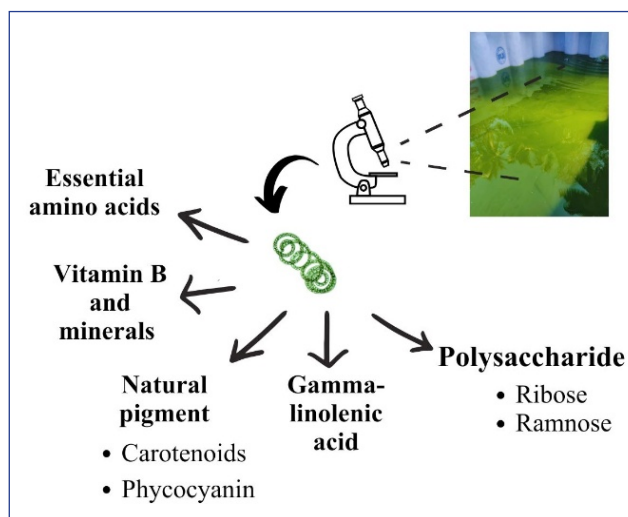 Essential
amino acids
Vitamin B
and
minerals
Natural
pigment
• Carotenoids
• Phycocyanin
Gamma-
linolenic
acid
Polysaccharide
• Ribose
• Ramnose